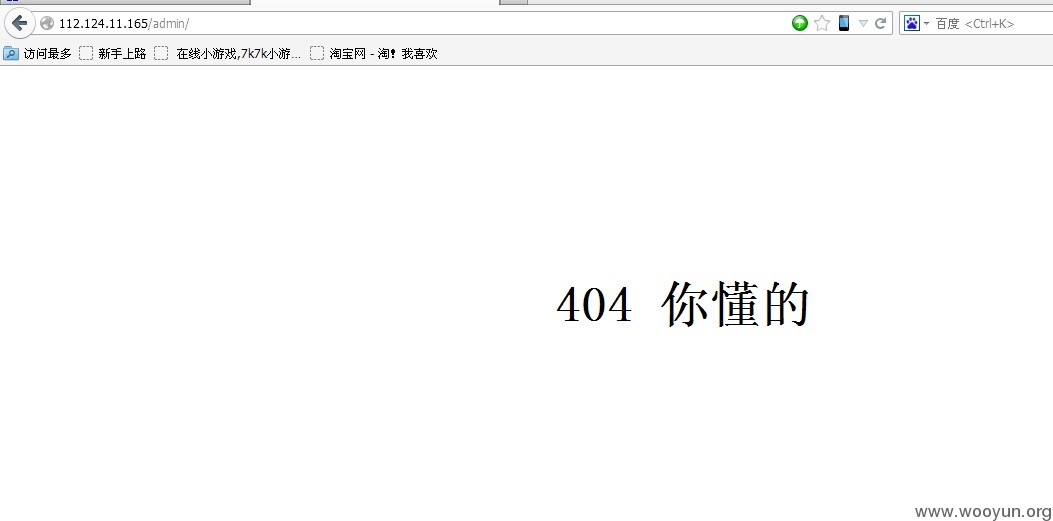 112.124.11.165/admin/
百度 <Ctrl+K>
访问最多 新手上路 在线小游戏,7k7k小游... 淘宝网 - 淘！我喜欢
404 你懂的
www.wooyun.org